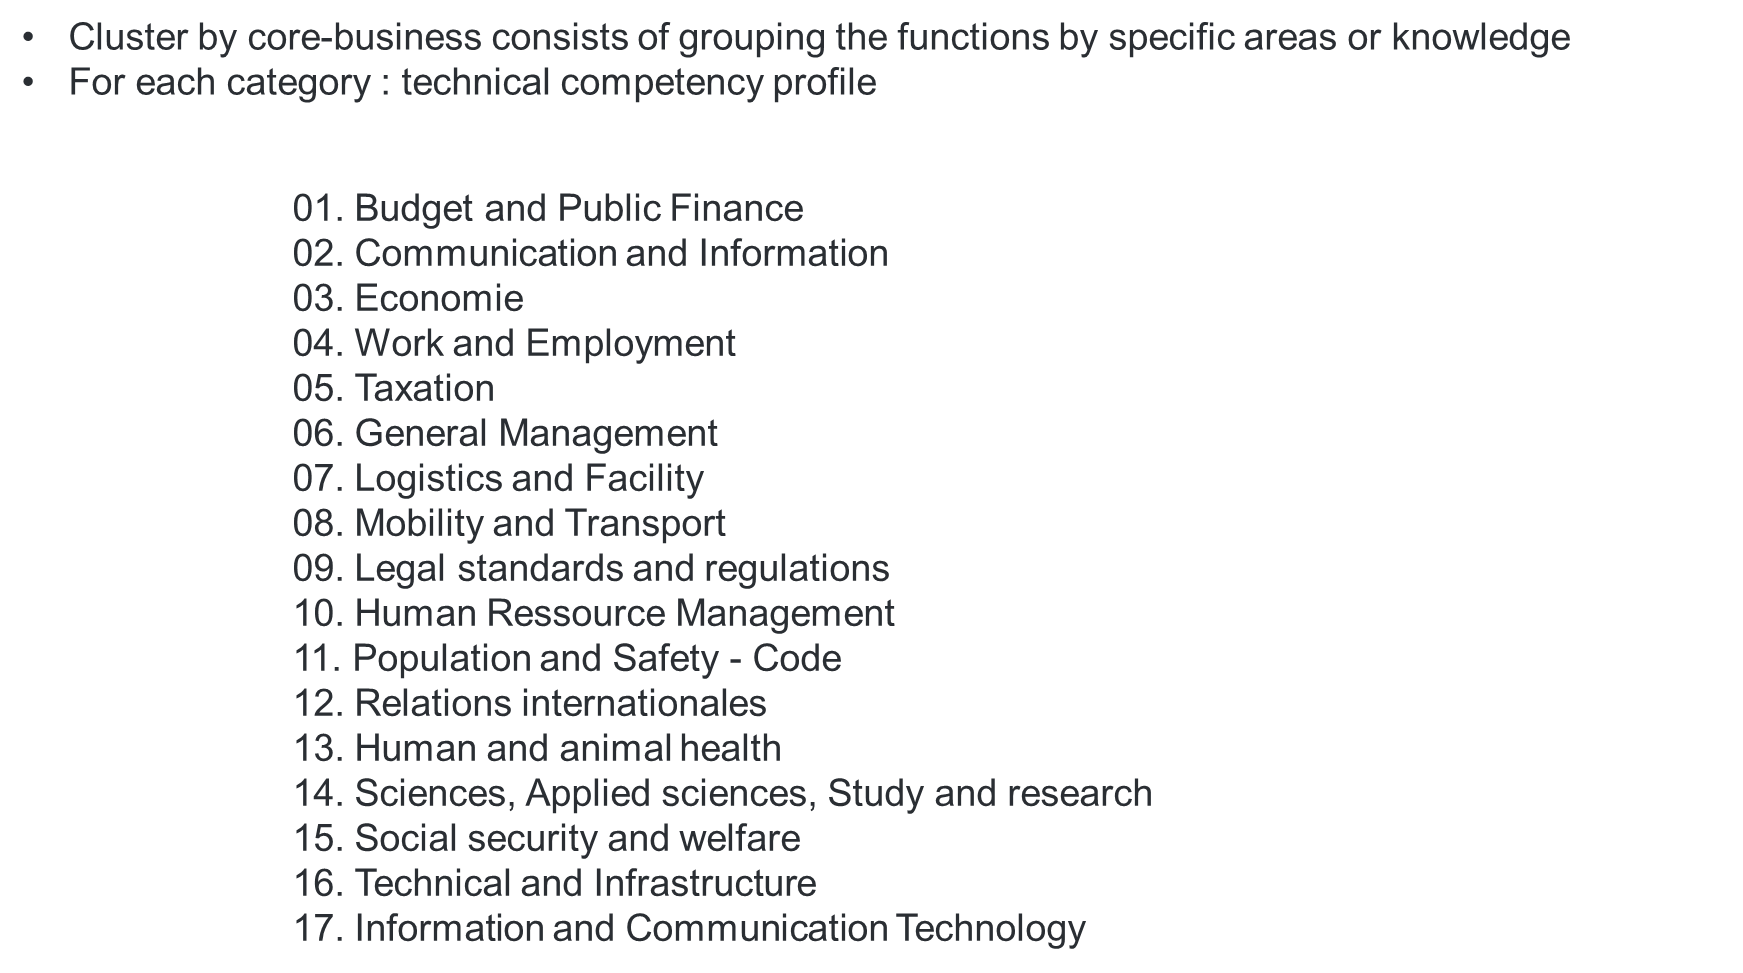 • Cluster by core-business consists of grouping the functions by specific areas or knowledge
• For each category : technical competency profile
01. Budget and Public Finance
02. Communication and Information
03. Economie
04. Work and Employment
05. Taxation
06. General Management
07. Logistics and Facility
08. Mobility and Transport
09. Legal standards and regulations
10. Human Ressource Management
11. Population and Safety - Code
12. Relations internationales
13. Human and animal health
14. Sciences, Applied sciences, Study and research
15. Social security and welfare
16. Technical and Infrastructure
17. Information and Communication Technology